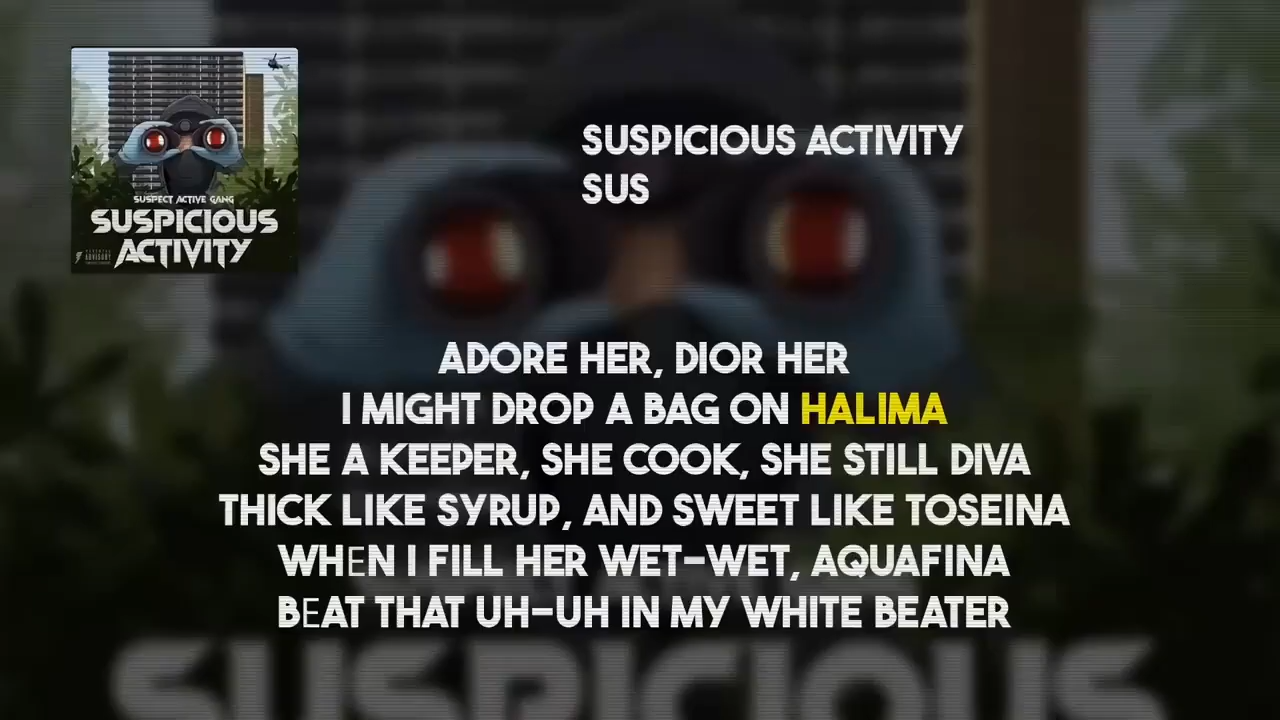 SUSPECT ACTIVE GANG
SUSPICIOUS
ACTIVITY
SUSPICIOUS ACTIVITY
SUS
ADORE HER, DIOR HER
I MIGHT DROP A BAG ON HALIMA
SHE A KEEPER, SHE COOK, SHE STILL DIVA
THICK LIKE SYRUP, AND SWEET LIKE TOSEINA
WHEN I FILL HER WET-WET, AQUAFINA
BEAT THAT UH-UH IN MY WHITE BEATER
SUSPICIOUS